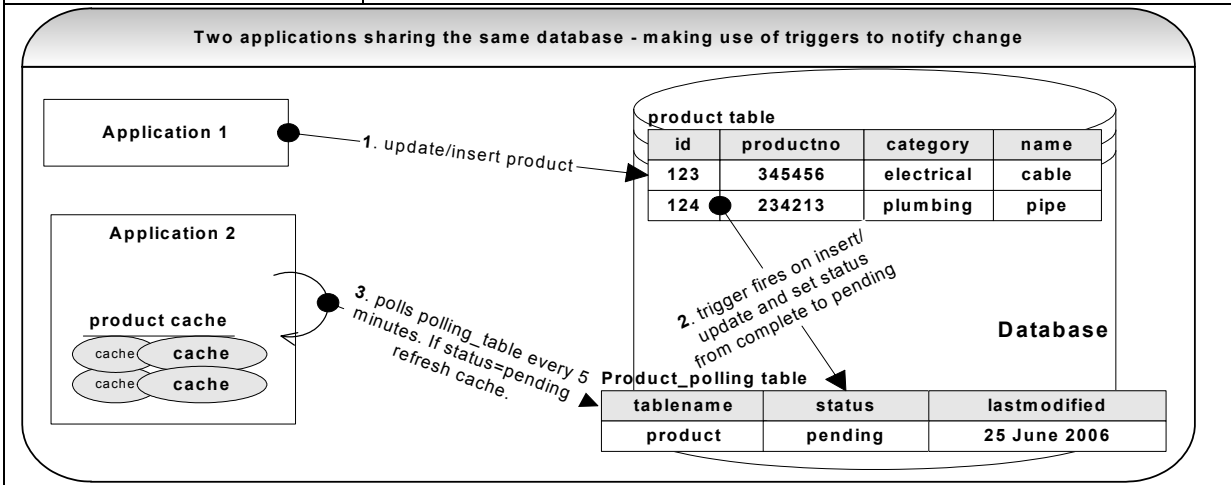 Two applications sharing the same database - making use of triggers to notify change
Application 1
1. update/insert product
product table
id productno category name
123 345456 electrical cable
124 234213 plumbing pipe
Application 2
product cache
cache cache
cache cache
2. trigger fires on insert/
update and set status
from complete to pending
3. polls polling_table every 5
minutes. If status=pending
refresh cache.
Database
Product_polling table
tablename status lastmodified
product pending 25 June 2006